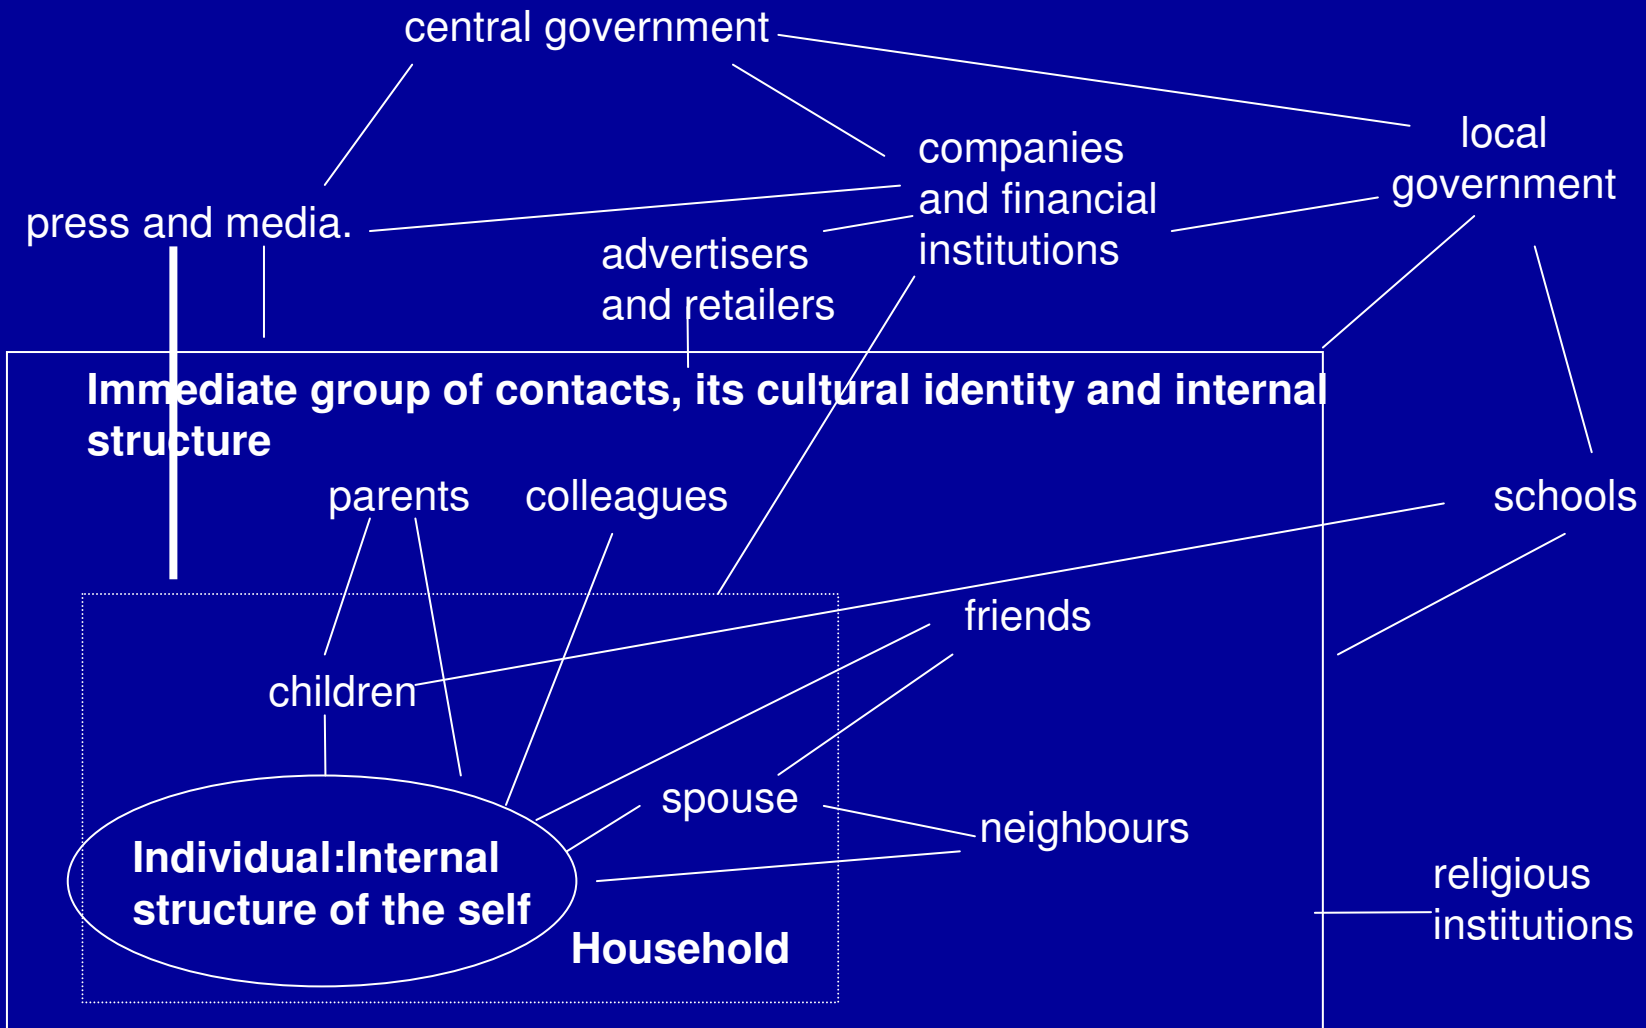 central government
local
government
companies
and financial
institutions
press and media.
advertisers
and retailers
Immediate group of contacts, its cultural identity and internal
structure
parents
colleagues
schools
friends
children
spouse
neighbours
Individual:Internal
structure of the self
Household
religious
institutions